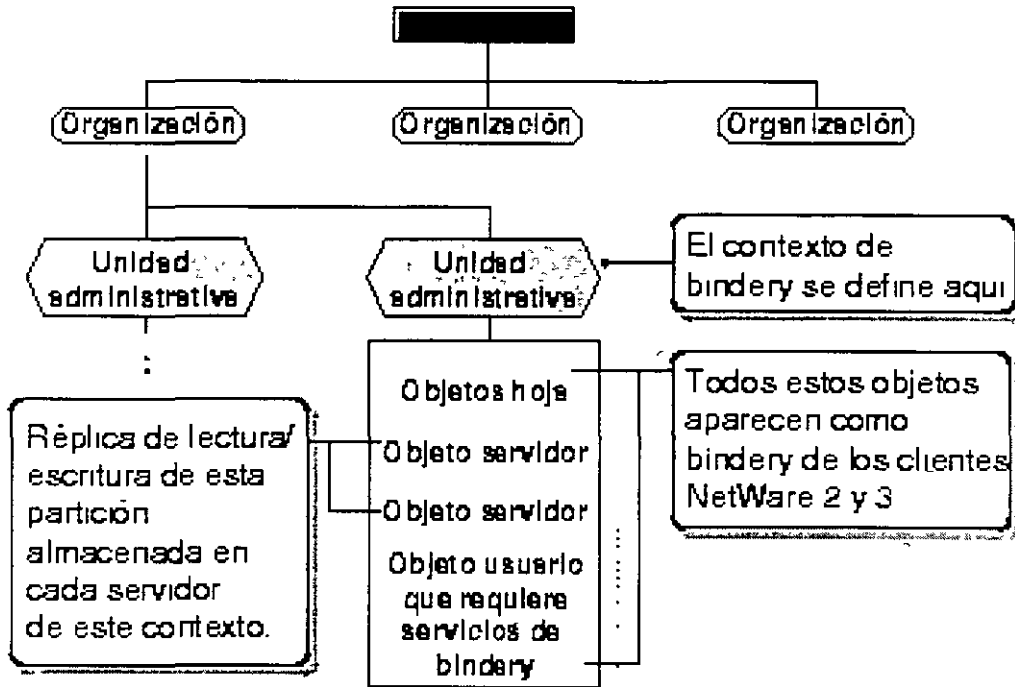 Organización
Organización
Organización
Unidad
administrativa
Unidad
administrativa
El contexto de
bindery se define aqui
Objetos hoja
Objeto servidor
Objeto servidor
Objeto usuario
que requiere
servicios de
bindery
Réplica de lectura/
escritura de esta
partición
almacenada en
cada servidor
de este contexto.
Todos estos objetos
aparecen como
bindery de los clientes
NetWare 2 y 3